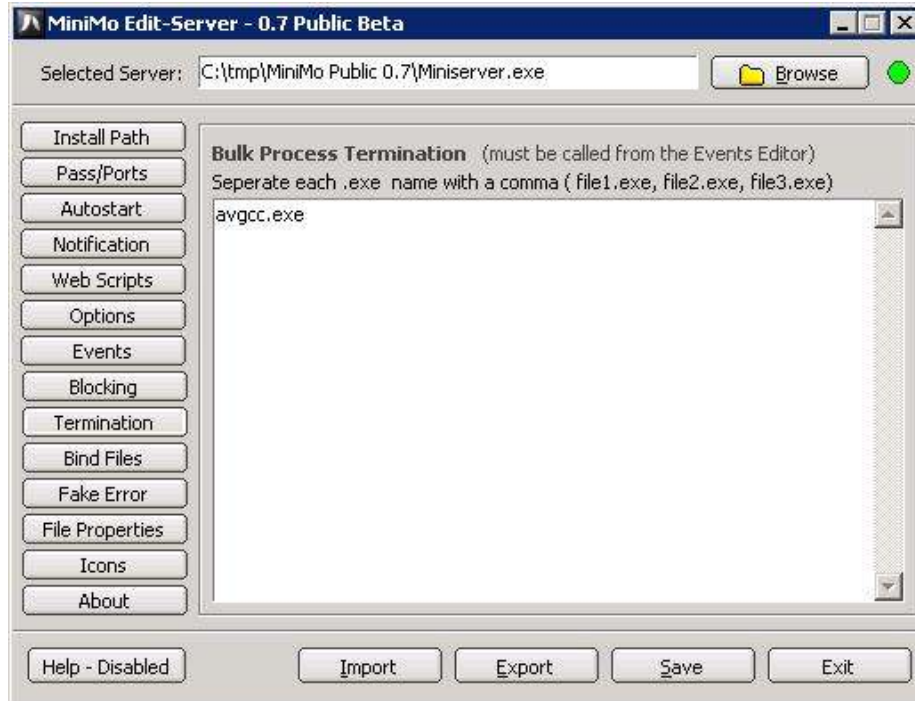 MiniMo Edit-Server - 0.7 Public Beta
Selected Server: C:\tmp\MiniMo Public 0.7\Miniserver.exe Browse
Install Path
Pass/Ports
Autostart
Notification
Web Scripts
Options
Events
Blocking
Termination
Bind Files
Fake Error
File Properties
Icons
About
Bulk Process Termination (must be called from the Events Editor)
Seperate each .exe name with a comma ( file1.exe, file2.exe, file3.exe)
avgcc.exe
Help - Disabled Import Export Save Exit